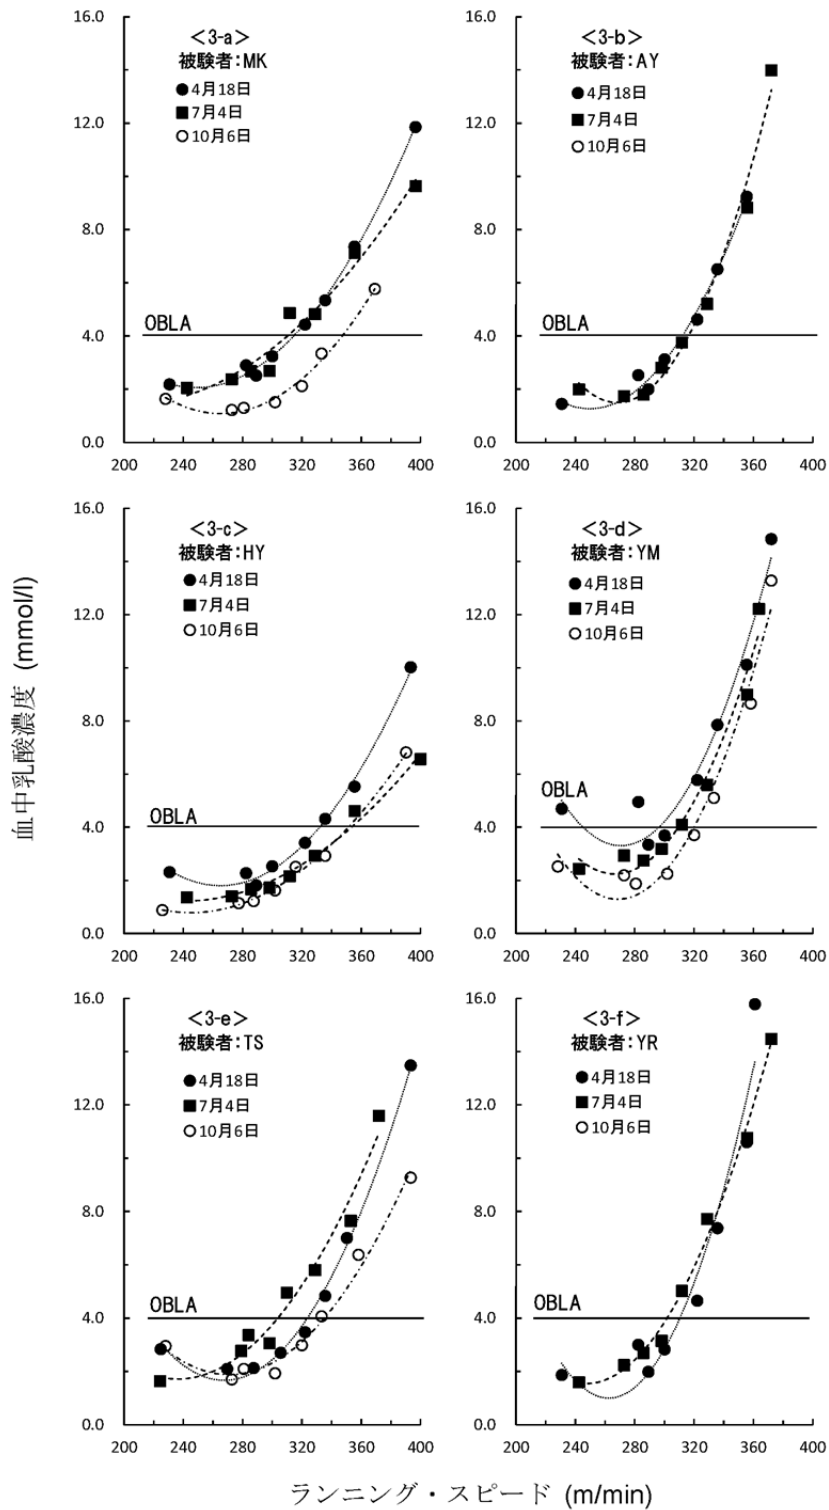 <3-a>
被験者:MK
4月18日
7月4日
10月6日
16.0
12.0
8.0
4.0
0.0
OBLA
200 240 280 320 360 400
<3-b>
被験者:AY
4月18日
7月4日
10月6日
16.0
12.0
8.0
4.0
0.0
OBLA
200 240 280 320 360 400
<3-c>
被験者:HY
4月18日
7月4日
10月6日
16.0
12.0
8.0
4.0
0.0
OBLA
200 240 280 320 360 400
<3-d>
被験者:YM
4月18日
7月4日
10月6日
16.0
12.0
8.0
4.0
0.0
OBLA
200 240 280 320 360 400
<3-e>
被験者:TS
4月18日
7月4日
10月6日
16.0
12.0
8.0
4.0
0.0
OBLA
200 240 280 320 360 400
<3-f>
被験者:YR
4月18日
7月4日
10月6日
16.0
12.0
8.0
4.0
0.0
OBLA
200 240 280 320 360 400
血中乳酸濃度 (mmol/l)
ランニング・スピード (m/min)